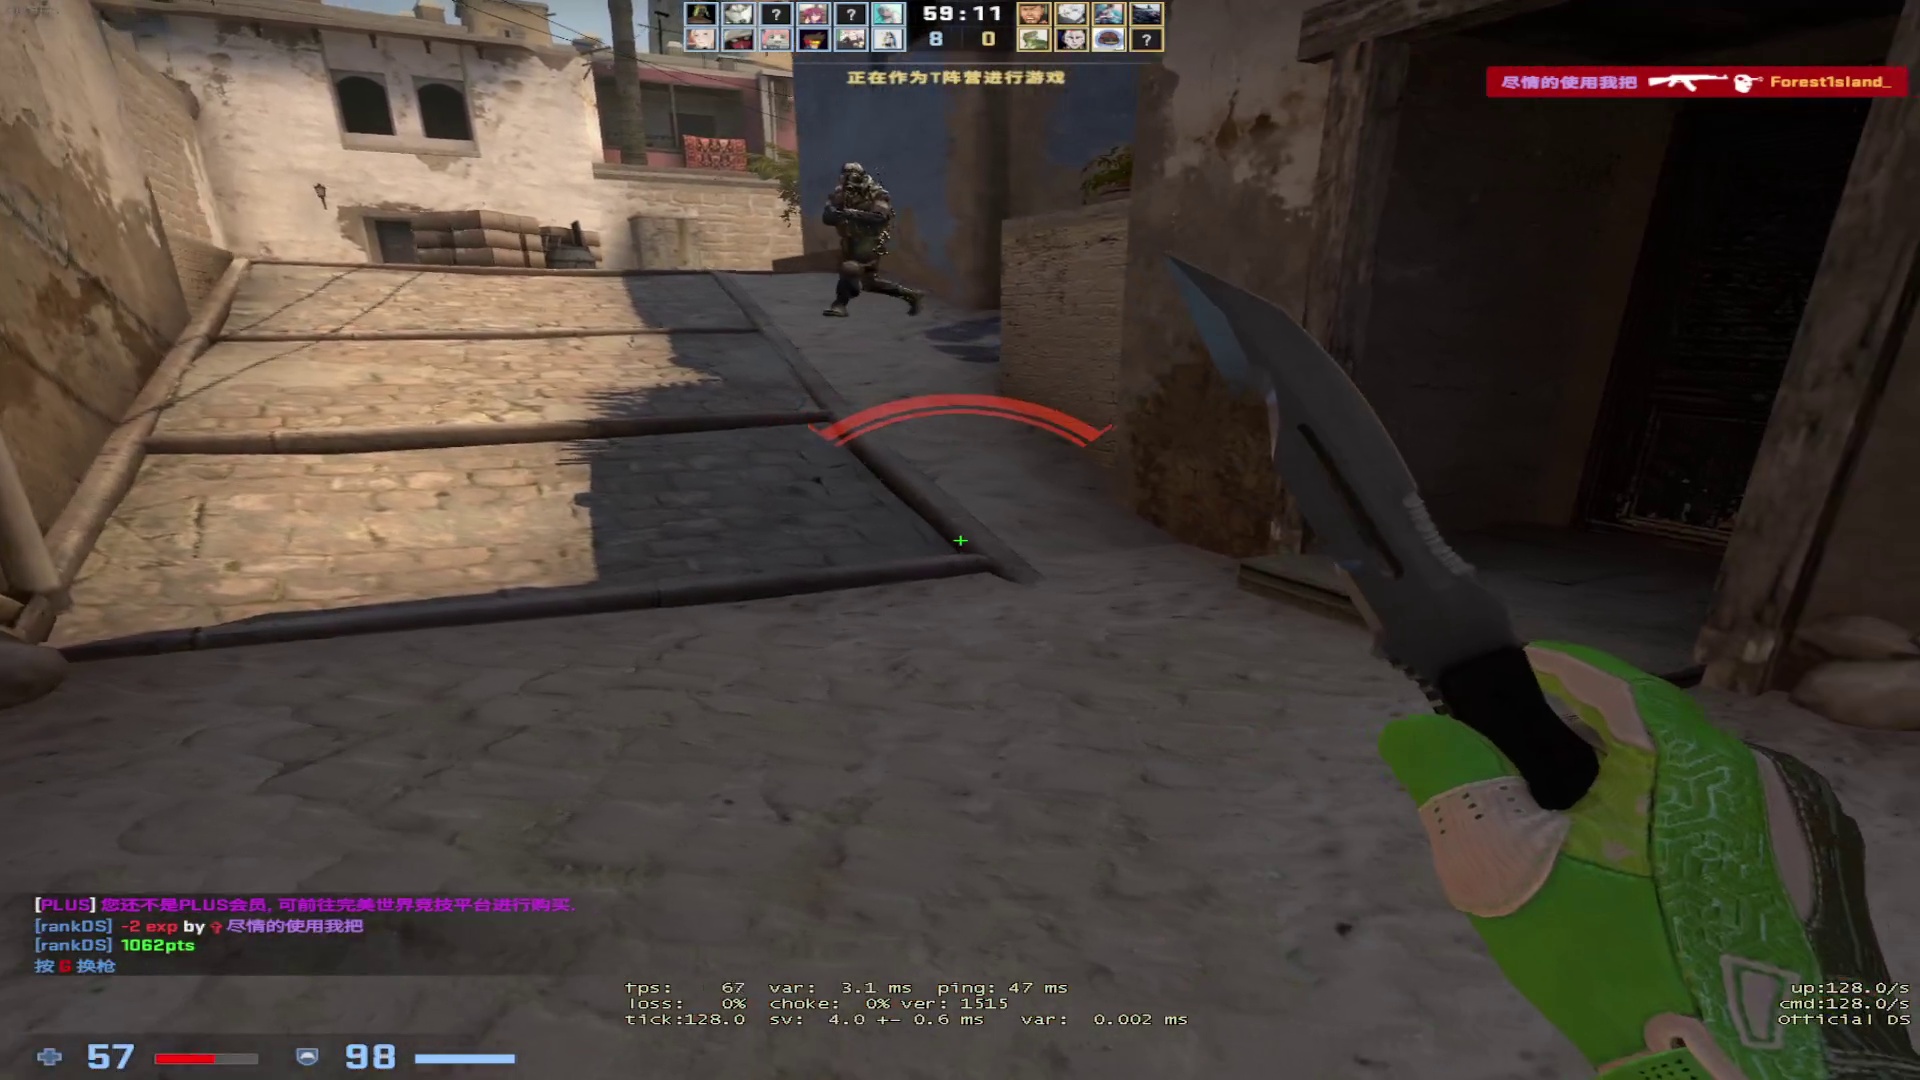 ? ? 59:11
8 0 ?
正在作为T阵营进行游戏
尽情的使用我把 Forest1sland_
[PLUS] 您还不是PLUS会员, 可前往完美世界竞技平台进行购买.
[rankDS] -2 exp by 尽情的使用我把
[rankDS] 1062pts
按 G 换枪
fps: 67 var: 3.1 ms ping: 47 ms
loss: 0% choke: 0% ver: 1515
tick:128.0 sv: 4.0 +- 0.6 ms var: 0.002 ms
up:128.0/s
cmd:128.0/s
Official DS
57 98